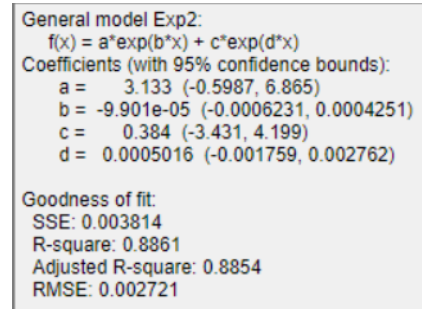 General model Exp2:
f(x) = a*exp(b*x) + c*exp(d*x)
Coefficients (with 95% confidence bounds):
a = 3.133 (-0.5987, 6.865)
b = -9.901e-05 (-0.0006231, 0.0004251)
c = 0.384 (-3.431, 4.199)
d = 0.0005016 (-0.001759, 0.002762)
Goodness of fit:
SSE: 0.003814
R-square: 0.8861
Adjusted R-square: 0.8854
RMSE: 0.002721